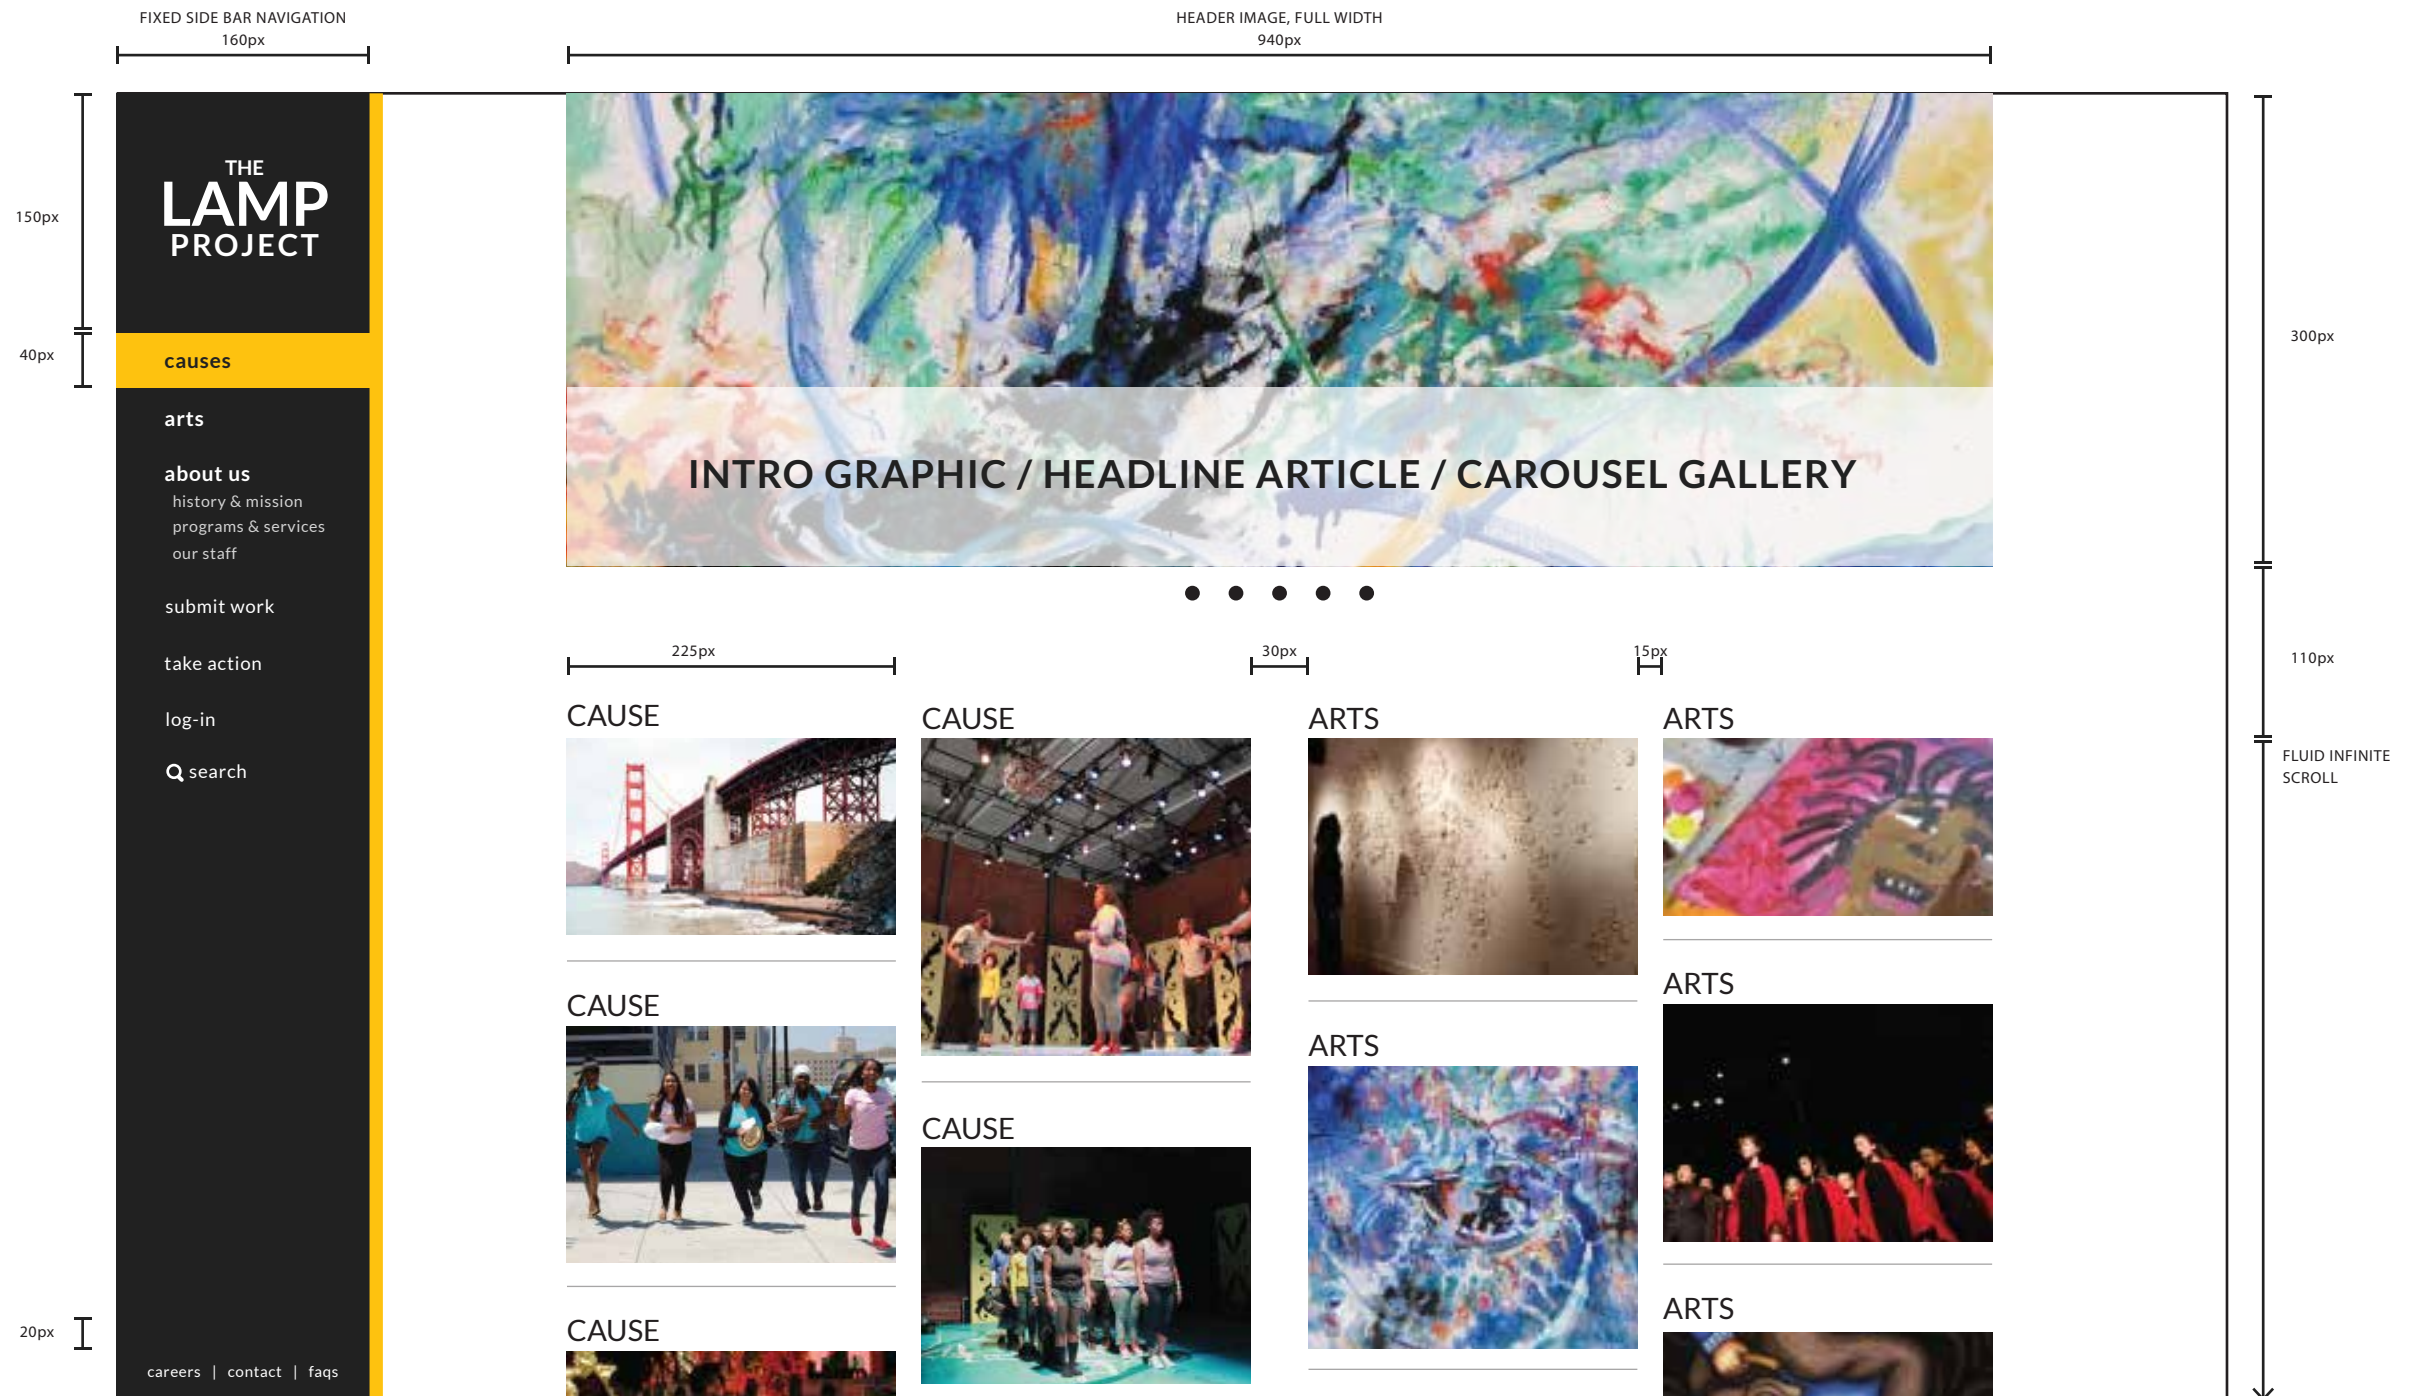 FIXED SIDE BAR NAVIGATION
160px
HEADER IMAGE, FULL WIDTH
940px
THE
LAMP
PROJECT
150px
40px
causes
arts
about us
history & mission
programs & services
our staff
submit work
take action
log-in
search
20px
careers | contact | faqs
INTRO GRAPHIC / HEADLINE ARTICLE / CAROUSEL GALLERY
300px
110px
FLUID INFINITE
SCROLL
225px
30px
15px
CAUSE
CAUSE
CAUSE
CAUSE
CAUSE
ARTS
ARTS
ARTS
ARTS
ARTS